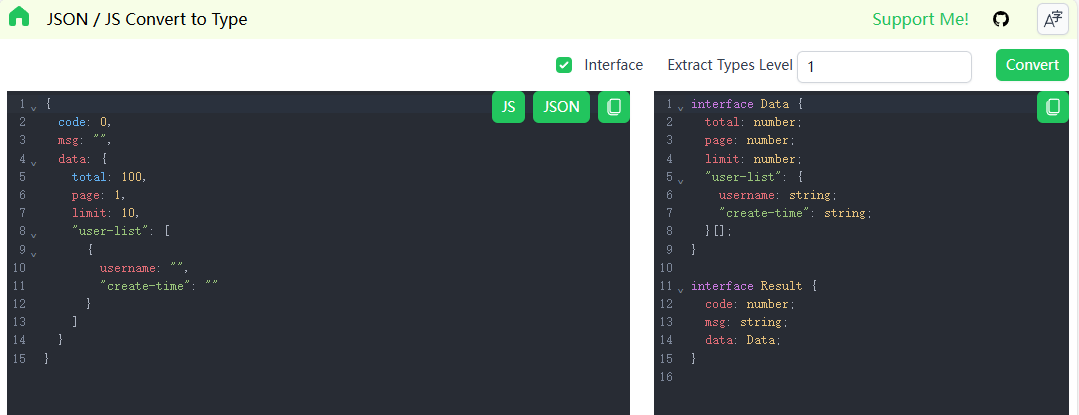 JSON / JS Convert to Type
Support Me!
A字
Interface
Extract Types Level
1
Convert
JS
JSON
1 {
2   code: 0,
3   msg: "",
4   data: {
5     total: 100,
6     page: 1,
7     limit: 10,
8     "user-list": [
9       {
10         username: "",
11         "create-time": ""
12       }
13     ]
14   }
15 }
1 interface Data {
2   total: number;
3   page: number;
4   limit: number;
5   "user-list": {
6     username: string;
7     "create-time": string;
8   }[];
9 }
10
11 interface Result {
12   code: number;
13   msg: string;
14   data: Data;
15 }
16